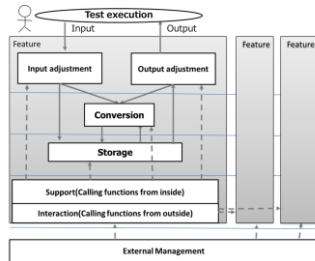 Test execution
Input
Output
Feature
Feature
Feature
Input adjustment
Output adjustment
Conversion
Storage
Support(Calling functions from inside)
Interaction(Calling functions from outside)
External Management